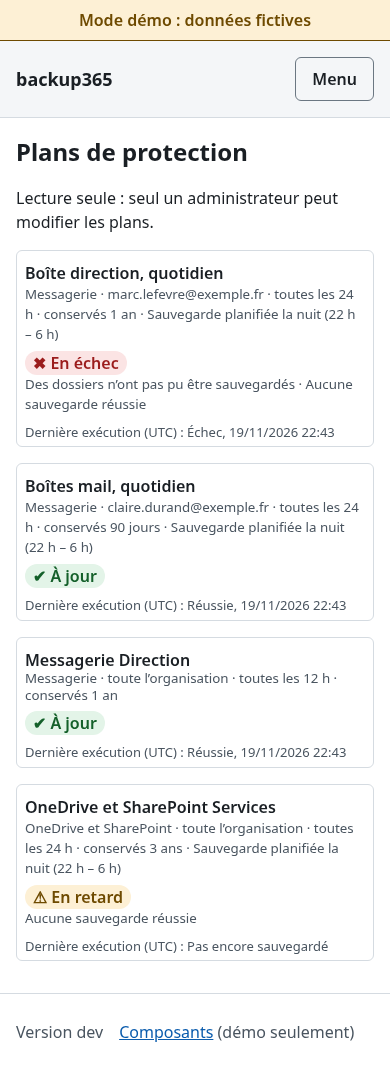 Mode démo : données fictives
backup365
Menu
Plans de protection
Lecture seule : seul un administrateur peut
modifier les plans.
Boîte direction, quotidien
Messagerie · marc.lefevre@exemple.fr · toutes les 24
h · conservés 1 an · Sauvegarde planifiée la nuit (22 h
– 6 h)
✖ En échec
Des dossiers n’ont pas pu être sauvegardés · Aucune
sauvegarde réussie
Dernière exécution (UTC) : Échec, 19/11/2026 22:43
Boîtes mail, quotidien
Messagerie · claire.durand@exemple.fr · toutes les 24
h · conservés 90 jours · Sauvegarde planifiée la nuit
(22 h – 6 h)
✔ À jour
Dernière exécution (UTC) : Réussie, 19/11/2026 22:43
Messagerie Direction
Messagerie · toute l’organisation · toutes les 12 h ·
conservés 1 an
✔ À jour
Dernière exécution (UTC) : Réussie, 19/11/2026 22:43
OneDrive et SharePoint Services
OneDrive et SharePoint · toute l’organisation · toutes
les 24 h · conservés 3 ans · Sauvegarde planifiée la
nuit (22 h – 6 h)
⚠ En retard
Aucune sauvegarde réussie
Dernière exécution (UTC) : Pas encore sauvegardé
Version dev Composants (démo seulement)